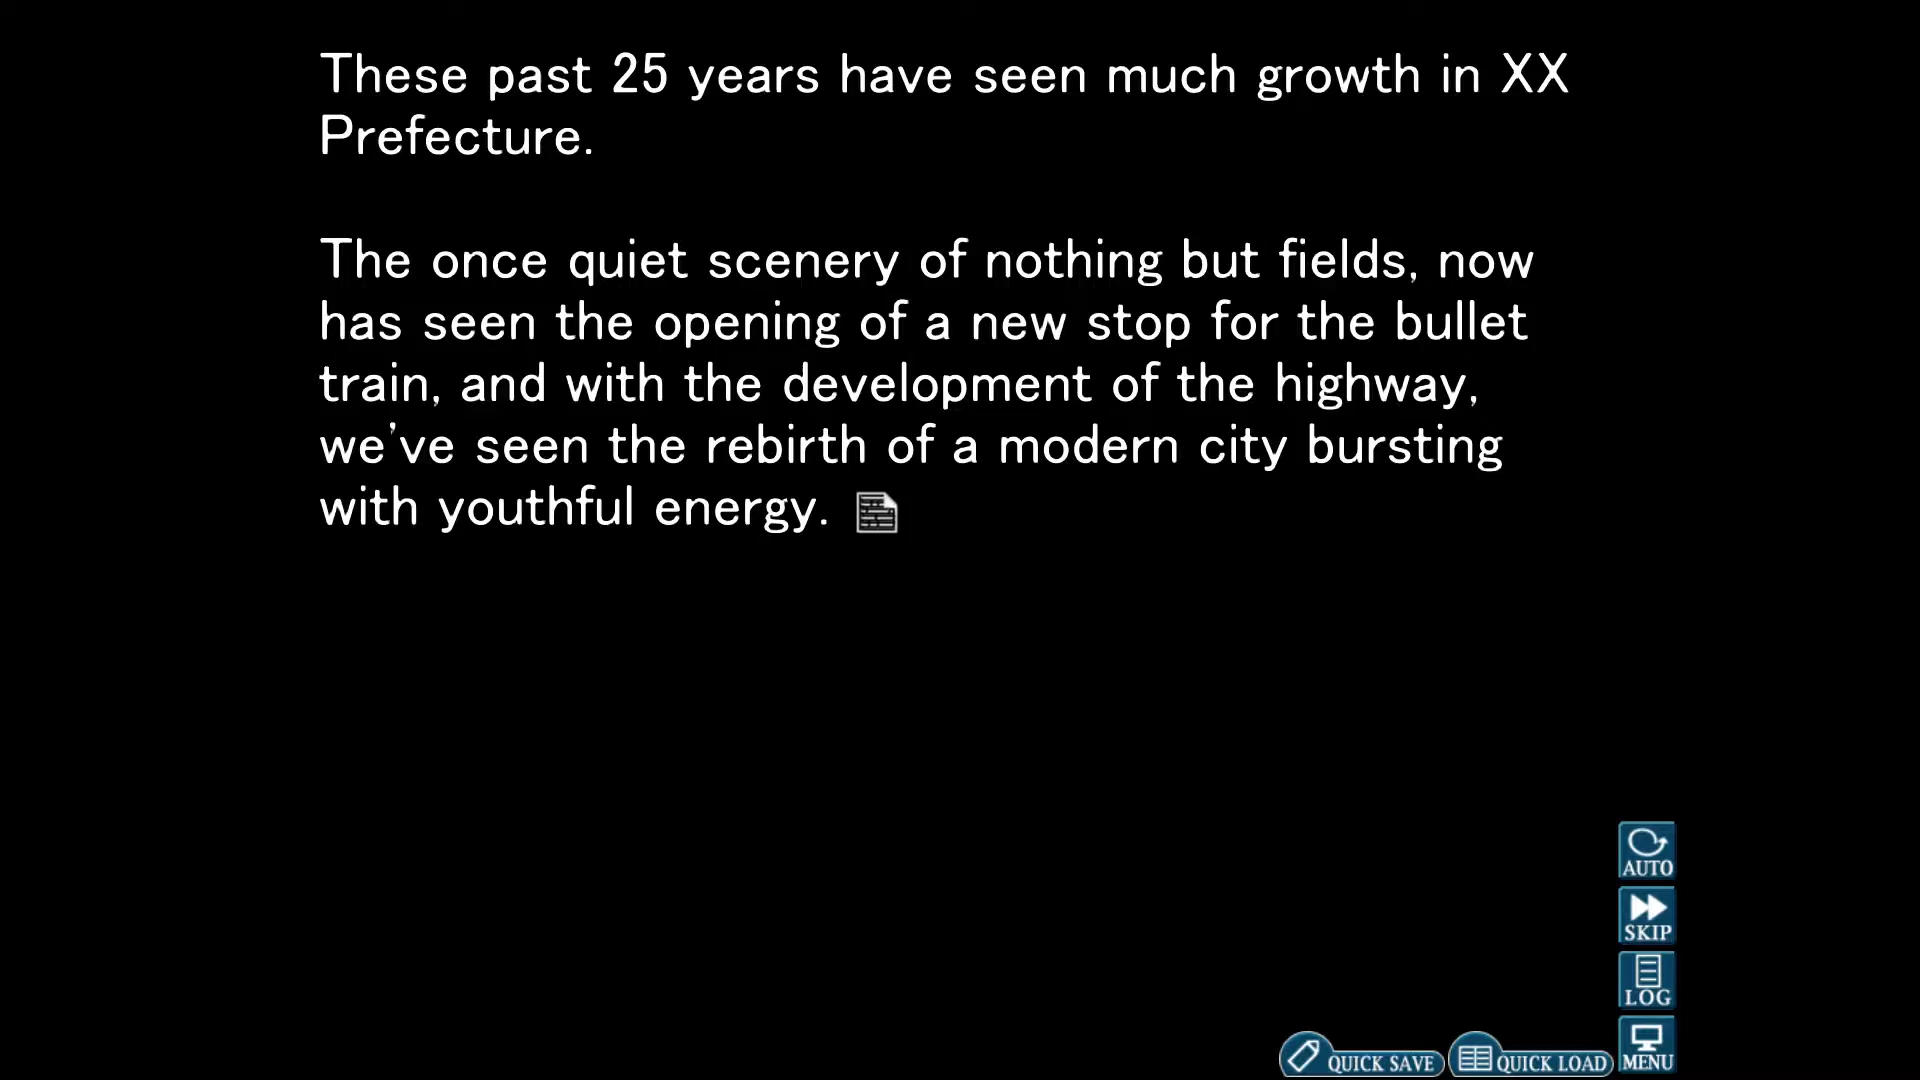 These past 25 years have seen much growth in XX
Prefecture.
The once quiet scenery of nothing but fields, now
has seen the opening of a new stop for the bullet
train, and with the development of the highway,
we've seen the rebirth of a modern city bursting
with youthful energy.
AUTO
SKIP
LOG
QUICK SAVE QUICK LOAD MENU